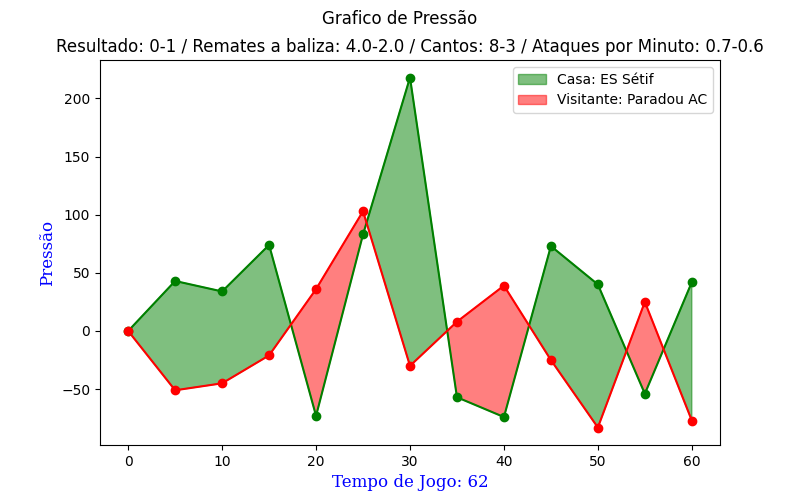 Grafico de Pressão
Resultado: 0-1 / Remates a baliza: 4.0-2.0 / Cantos: 8-3 / Ataques por Minuto: 0.7-0.6
Casa: ES Sétif
Visitante: Paradou AC
Pressão
200
150
100
50
0
−50
0 10 20 30 40 50 60
Tempo de Jogo: 62